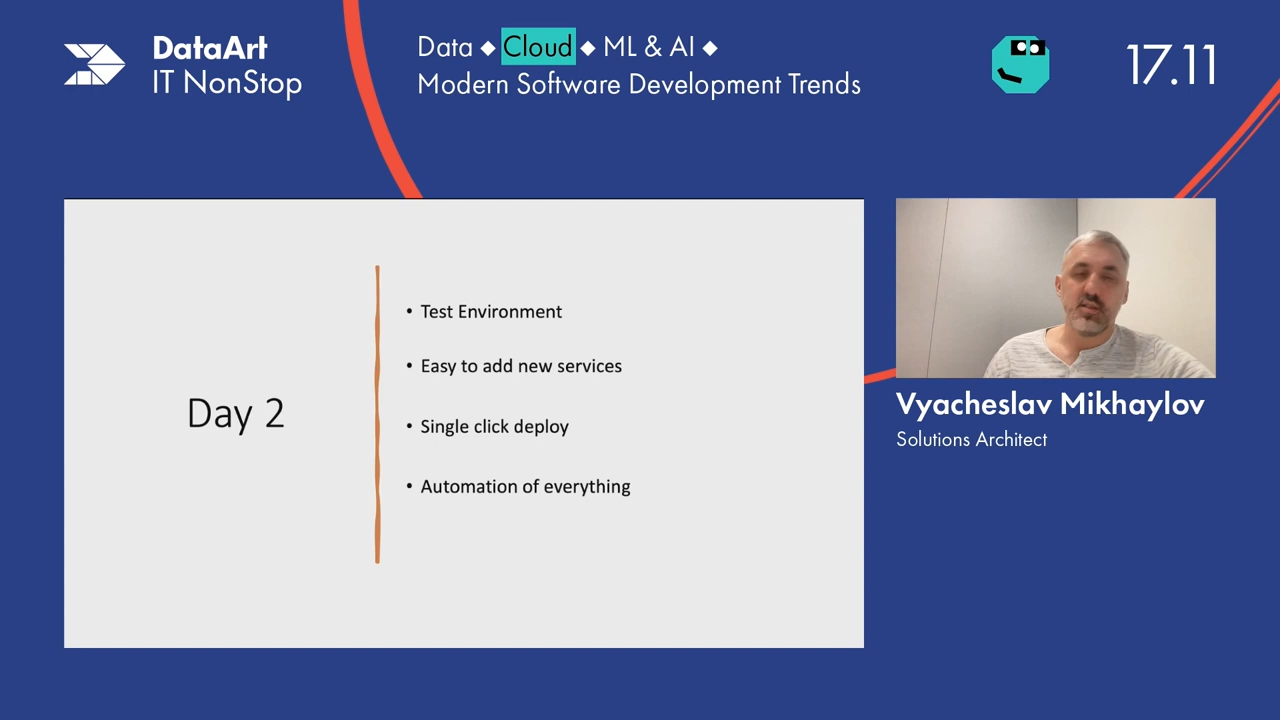 DataArt
IT NonStop
Data ◆ Cloud ◆ ML & AI ◆
Modern Software Development Trends
17.11
Day 2
• Test Environment
• Easy to add new services
• Single click deploy
• Automation of everything
Vyacheslav Mikhaylov
Solutions Architect